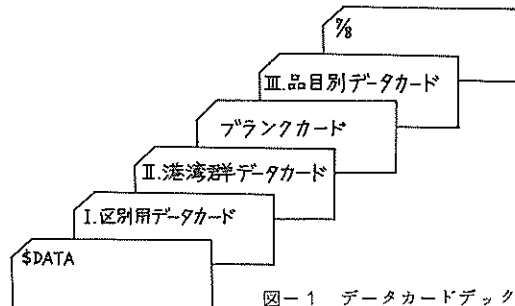 ⅞
Ⅲ.品目別データカード
ブランクカード
Ⅱ.港湾群データカード
Ⅰ.区別用データカード
$DATA
図－1 データカードデック